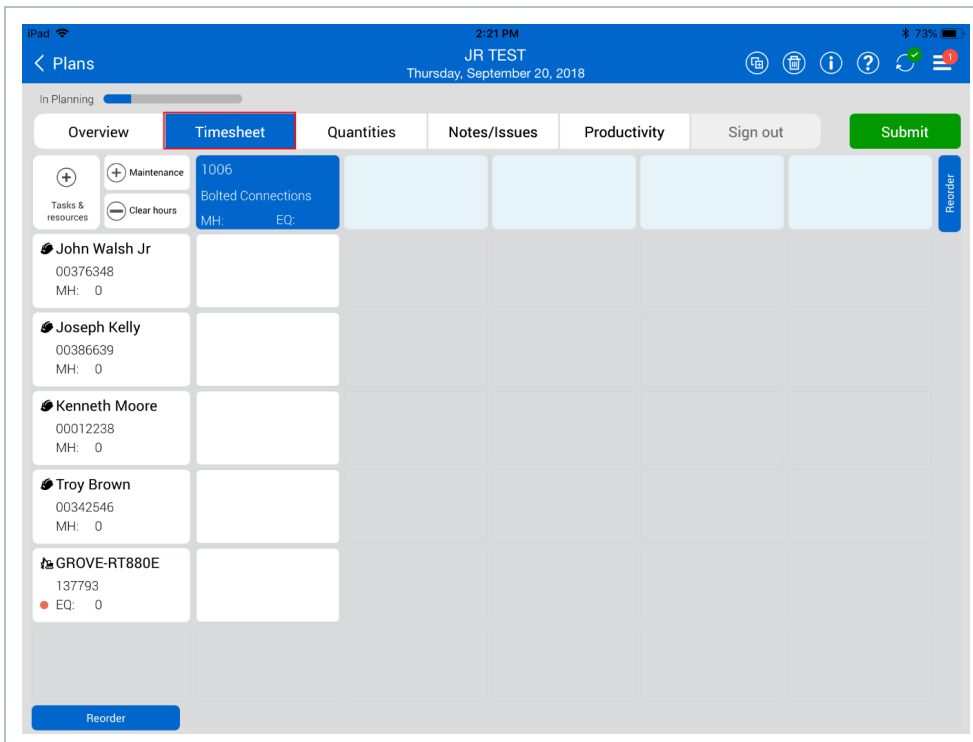 iPad 2:21 PM 73%
Plans
JR TEST
Thursday, September 20, 2018
1
In Planning
Overview Timesheet Quantities Notes/Issues Productivity Sign out Submit
Tasks & resources
Maintenance
Clear hours
1006
Bolted Connections
MH: EQ:
Reorder
John Walsh Jr
00376348
MH: 0
Joseph Kelly
00386639
MH: 0
Kenneth Moore
00012238
MH: 0
Troy Brown
00342546
MH: 0
GROVE-RT880E
137793
EQ: 0
Reorder